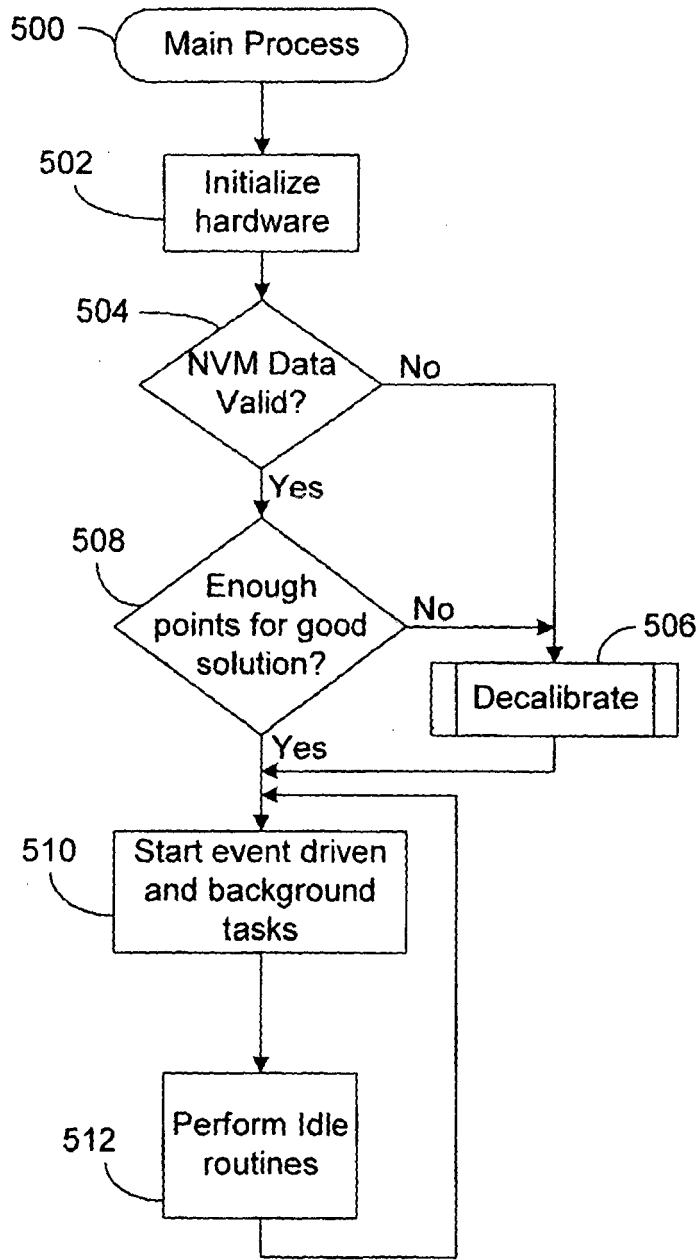 500
Main Process
502
Initialize
hardware
504
NVM Data
Valid?
No
Yes
508
Enough
points for good
solution?
No
506
Decalibrate
Yes
510
Start event driven
and background
tasks
512
Perform Idle
routines